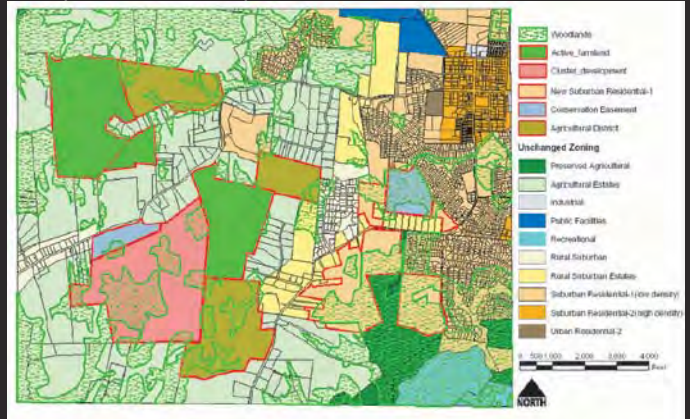 Woodlands
Active_farmland
Cluster_development
New Suburban Residential-1
Conservation Easement
Agricultural District
Unchanged Zoning
Preserved Agricultural
Agricultural Estates
Industrial
Public Facilities
Recreational
Rural Suburban
Rural Suburban Estates
Suburban Residential-1(low density)
Suburban Residential-2(high density)
Urban Residential-2
0 500 1,000 2,000 3,000 4,000
Feet
NORTH